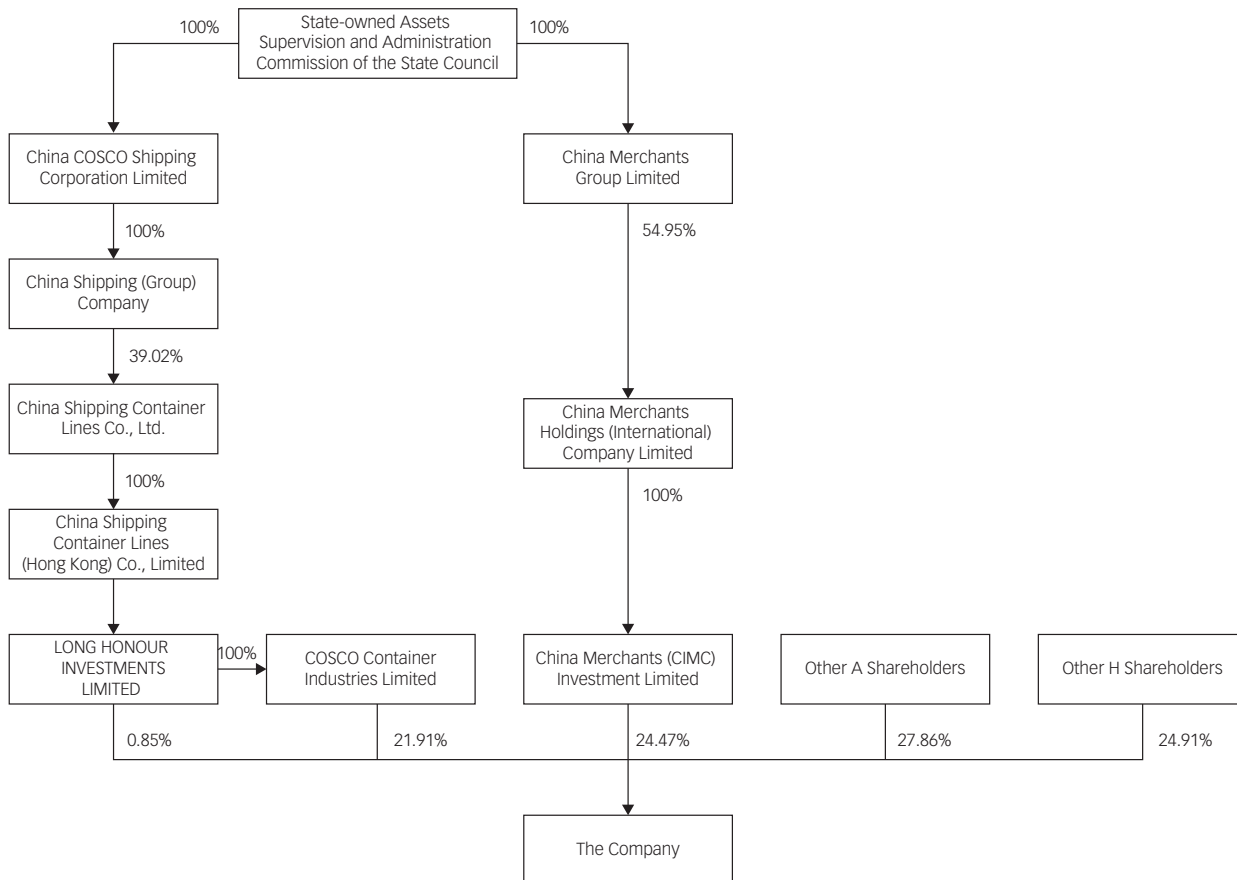 State-owned Assets
Supervision and Administration
Commission of the State Council
100%
100%
China COSCO Shipping
Corporation Limited
China Merchants
Group Limited
100%
54.95%
China Shipping (Group)
Company
39.02%
China Shipping Container
Lines Co., Ltd.
China Merchants
Holdings (International)
Company Limited
100%
100%
China Shipping
Container Lines
(Hong Kong) Co., Limited
LONG HONOUR
INVESTMENTS
LIMITED
100%
COSCO Container
Industries Limited
China Merchants (CIMC)
Investment Limited
Other A Shareholders
Other H Shareholders
0.85%
21.91%
24.47%
27.86%
24.91%
The Company